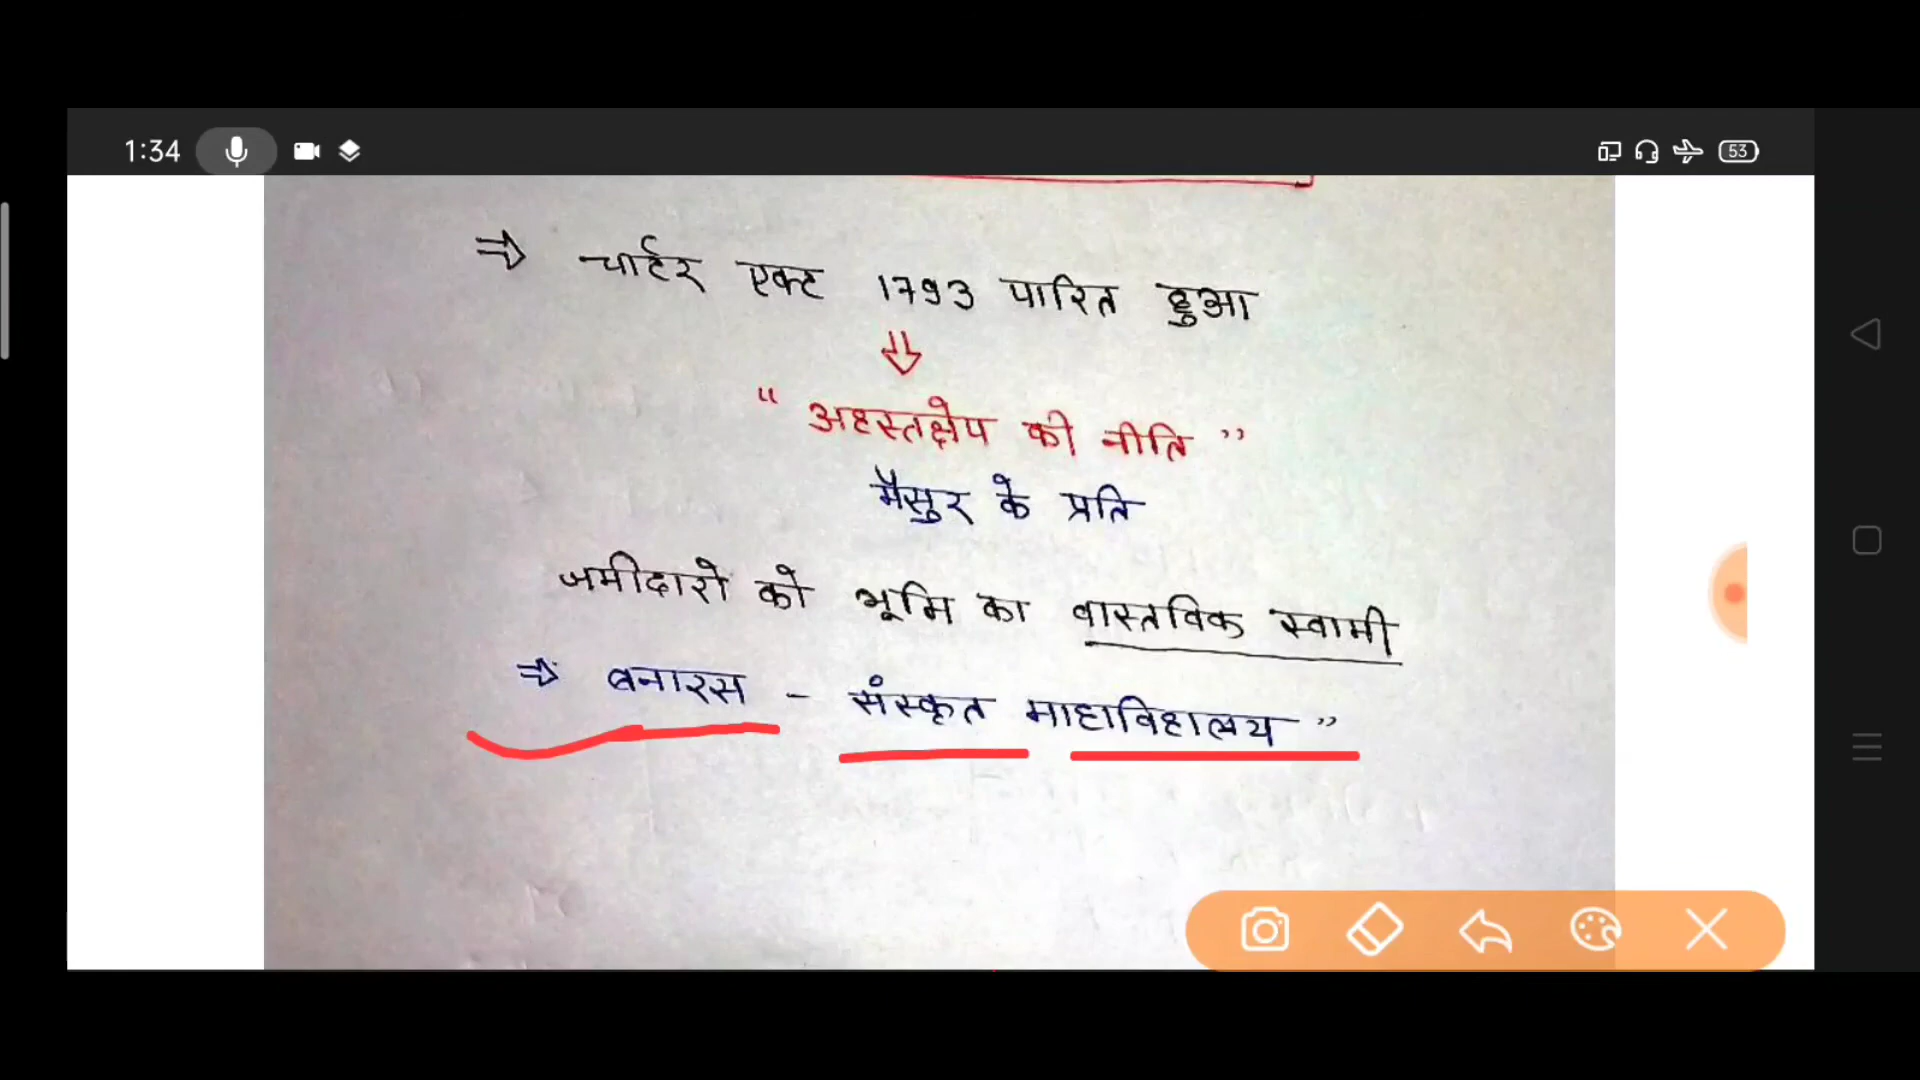 1:34
53
⇒ चार्टर एक्ट 1793 पारित हुआ
⇓
“ अहस्तक्षेप की नीति ”
मैसुर के प्रति
जमीदारो को भूमि का वास्तविक स्वामी
⇒ बनारस - संस्कृत माहाविहालय ”